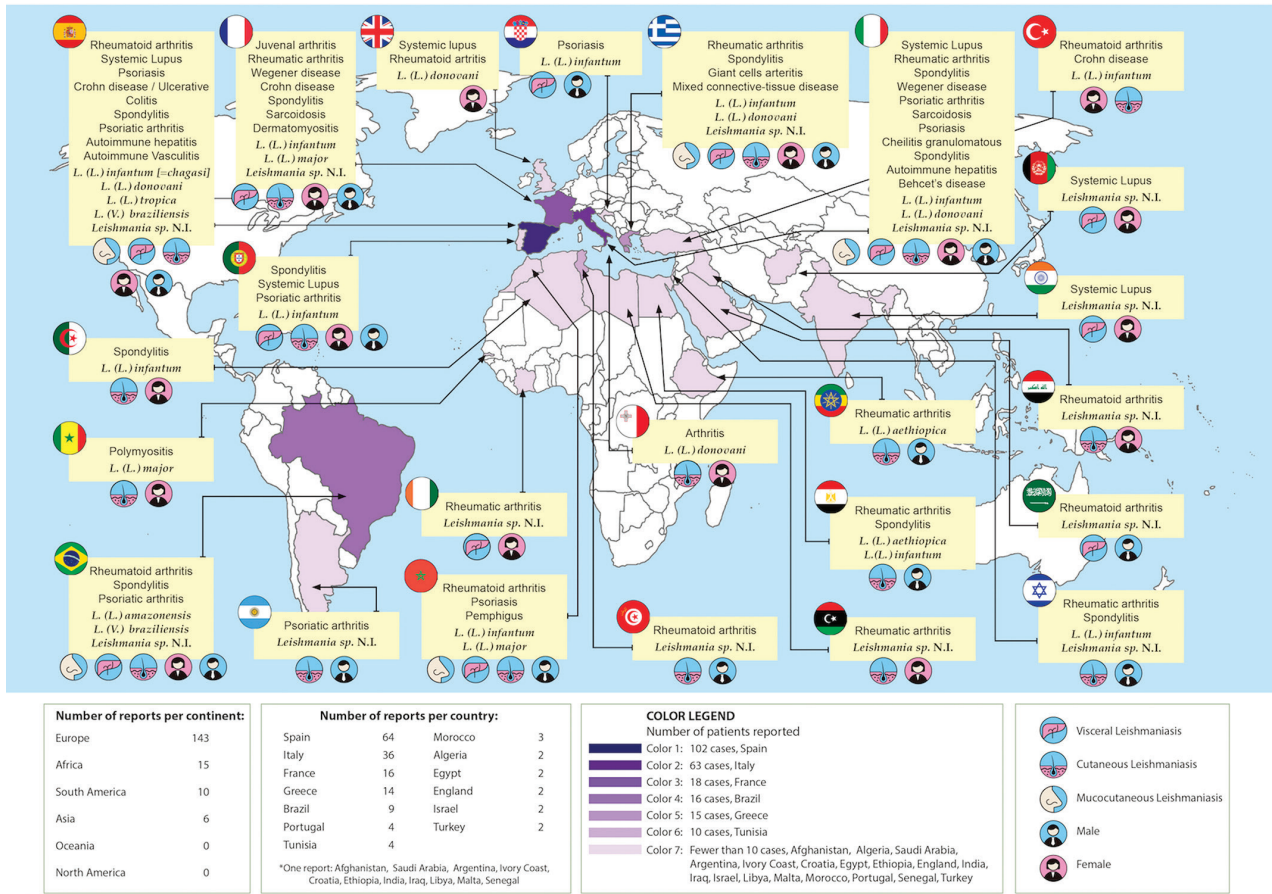 Rheumatoid arthritis
Systemic Lupus
Psoriasis
Crohn disease / Ulcerative
Colitis
Spondylitis
Psoriatic arthritis
Autoimmune hepatitis
Autoimmune Vasculitis
L. (L.) infantum [=chagasi]
L. (L.) donovani
L. (L.) tropica
L. (V.) braziliensis
Leishmania sp. N.I.
Juvenal arthritis
Rheumatic arthritis
Wegener disease
Crohn disease
Spondylitis
Sarcoidosis
Dermatomyositis
L. (L.) infantum
L. (L.) major
Leishmania sp. N.I.
Systemic lupus
Rheumatoid arthritis
L. (L.) donovani
Psoriasis
L. (L.) infantum
Rheumatic arthritis
Spondylitis
Giant cells arteritis
Mixed connective-tissue disease
L. (L.) infantum
L. (L.) donovani
Leishmania sp. N.I.
Systemic Lupus
Rheumatic arthritis
Spondylitis
Wegener disease
Psoriatic arthritis
Sarcoidosis
Psoriasis
Cheilitis granulomatous
Spondylitis
Autoimmune hepatitis
Behcet's disease
L. (L.) infantum
L. (L.) donovani
Leishmania sp. N.I.
Rheumatoid arthritis
Crohn disease
L. (L.) infantum
Systemic Lupus
Leishmania sp. N.I.
Spondylitis
Systemic Lupus
Psoriatic arthritis
L. (L.) infantum
Systemic Lupus
Leishmania sp. N.I.
Spondylitis
L. (L.) infantum
Polymyositis
L. (L.) major
Arthritis
L. (L.) donovani
Rheumatic arthritis
L. (L.) aethiopica
Rheumatoid arthritis
Leishmania sp. N.I.
Rheumatic arthritis
Leishmania sp. N.I.
Rheumatic arthritis
Spondylitis
L. (L.) aethiopica
L.(L.) infantum
Rheumatoid arthritis
Leishmania sp. N.I.
Rheumatoid arthritis
Spondylitis
Psoriatic arthritis
L. (L.) amazonensis
L. (V.) braziliensis
Leishmania sp. N.I.
Psoriatic arthritis
Leishmania sp. N.I.
Rheumatoid arthritis
Psoriasis
Pemphigus
L. (L.) infantum
L. (L.) major
Rheumatoid arthritis
Leishmania sp. N.I.
Rheumatic arthritis
Leishmania sp. N.I.
Rheumatic arthritis
Spondylitis
L. (L.) infantum
Leishmania sp. N.I.
Number of reports per continent:
Europe 143
Africa 15
South America 10
Asia 6
Oceania 0
North America 0
Number of reports per country:
Spain 64 Morocco 3
Italy 36 Algeria 2
France 16 Egypt 2
Greece 14 England 2
Brazil 9 Israel 2
Portugal 4 Turkey 2
Tunisia 4
*One report: Afghanistan, Saudi Arabia, Argentina, Ivory Coast,
Croatia, Ethiopia, India, Iraq, Libya, Malta, Senegal
COLOR LEGEND
Number of patients reported
Color 1: 102 cases, Spain
Color 2: 63 cases, Italy
Color 3: 18 cases, France
Color 4: 16 cases, Brazil
Color 5: 15 cases, Greece
Color 6: 10 cases, Tunisia
Color 7: Fewer than 10 cases, Afghanistan, Algeria, Saudi Arabia,
Argentina, Ivory Coast, Croatia, Egypt, Ethiopia, England, India,
Iraq, Israel, Libya, Malta, Morocco, Portugal, Senegal, Turkey
Visceral Leishmaniasis
Cutaneous Leishmaniasis
Mucocutaneous Leishmaniasis
Male
Female